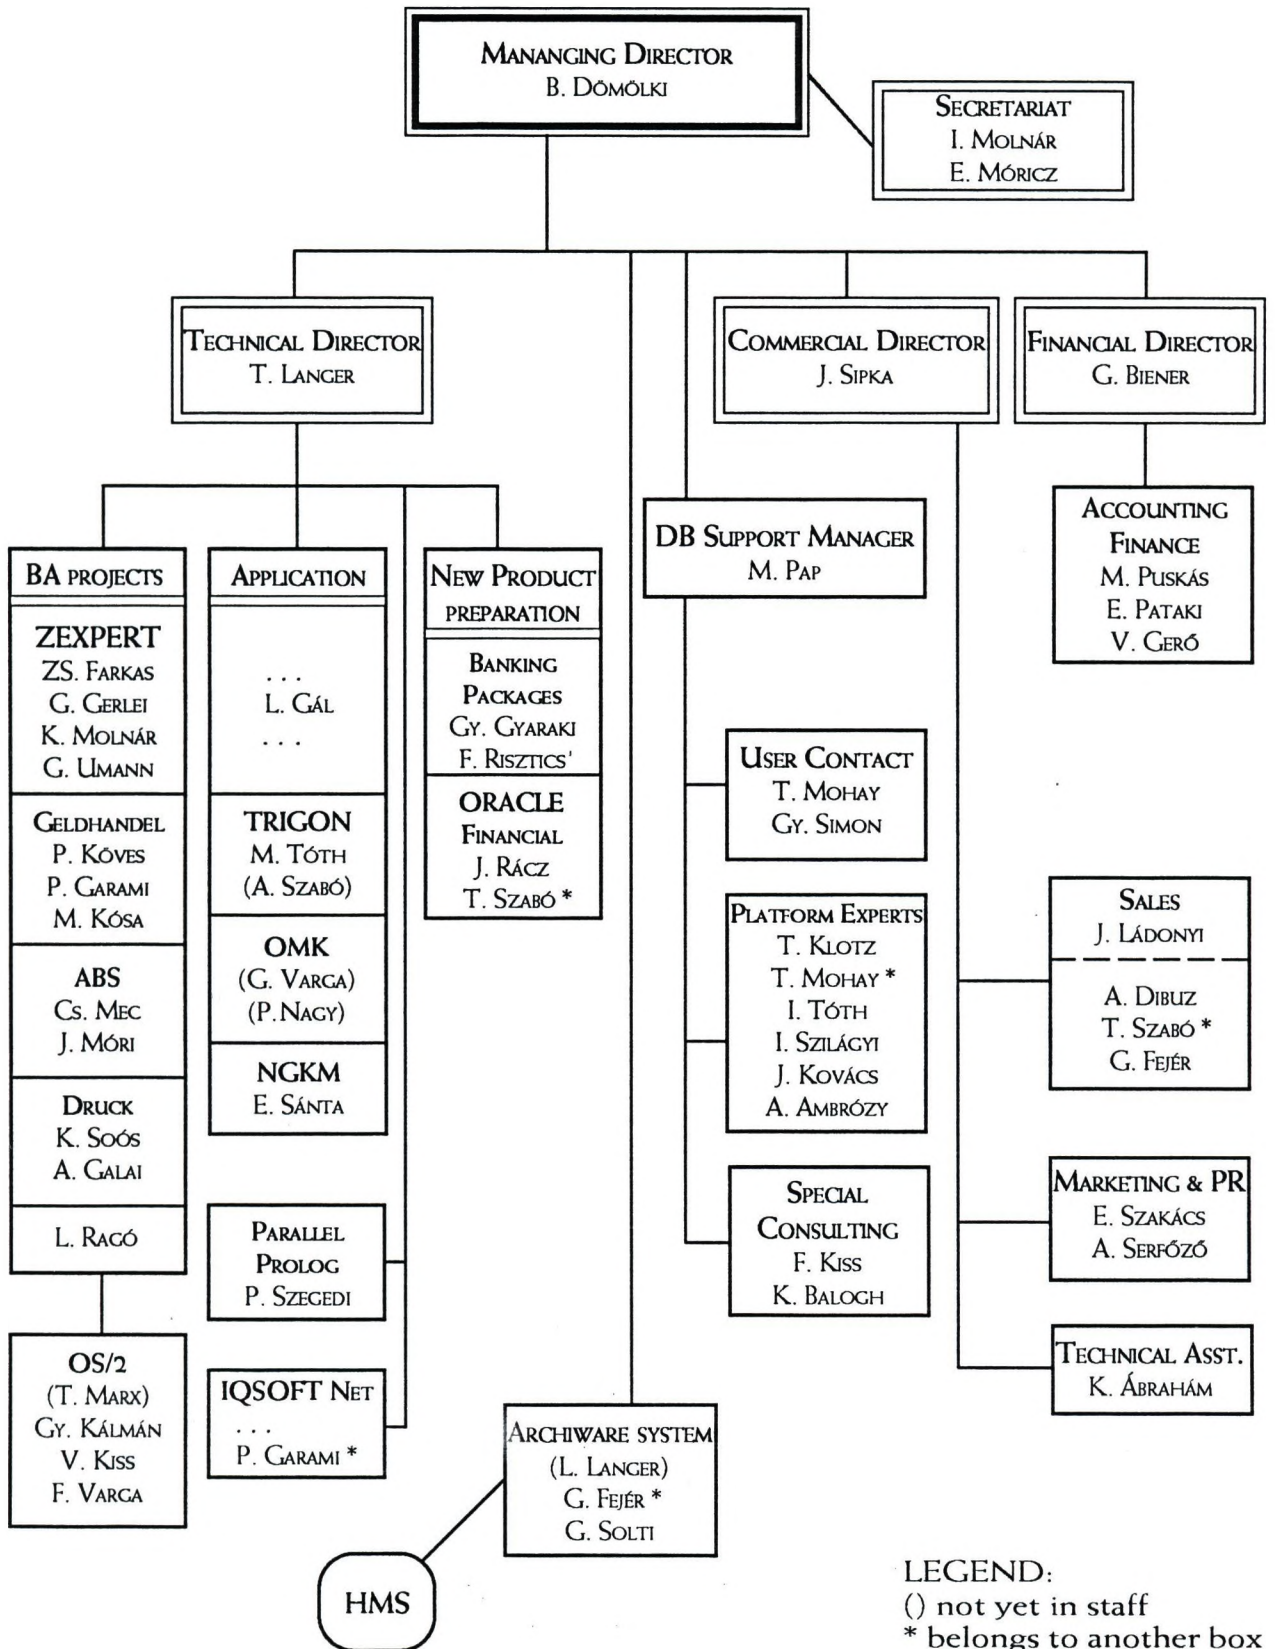 MANANGING DIRECTOR
B. DÖMÖLKI
SECRETARIAT
I. MOLNÁR
E. MÓRICZ
TECHNICAL DIRECTOR
T. LANGER
COMMERCIAL DIRECTOR
J. SIPKA
FINANCIAL DIRECTOR
G. BIENER
BA PROJECTS
ZEXPERT
ZS. FARKAS
G. GERLEI
K. MOLNÁR
G. UMANN
GELDHANDEL
P. KÖVES
P. GARAMI
M. KÓSA
ABS
CS. MEC
J. MÓRI
DRUCK
K. SOÓS
A. GALAI
L. RAGÓ
OS/2
(T. MARX)
GY. KÁLMÁN
V. KISS
F. VARGA
APPLICATION
...
L. GÁL
...
TRIGON
M. TÓTH
(A. SZABÓ)
OMK
(G. VARGA)
(P. NAGY)
NGKM
E. SÁNTA
PARALLEL
PROLOG
P. SZEGEDI
IQSOFT NET
...
P. GARAMI *
NEW PRODUCT
PREPARATION
BANKING
PACKAGES
GY. GYARAKI
F. RISZTICS'
ORACLE
FINANCIAL
J. RÁCZ
T. SZABÓ *
ARCHIWARE SYSTEM
(L. LANGER)
G. FEJÉR *
G. SOLTI
HMS
DB SUPPORT MANAGER
M. PAP
USER CONTACT
T. MOHAY
GY. SIMON
PLATFORM EXPERTS
T. KLOTZ
T. MOHAY *
I. TÓTH
I. SZILÁGYI
J. KOVÁCS
A. AMBRÓZY
SPECIAL
CONSULTING
F. KISS
K. BALOGH
ACCOUNTING
FINANCE
M. PUSKÁS
E. PATAKI
V. GERŐ
SALES
J. LÁDONYI
A. DIBUZ
T. SZABÓ *
G. FEJÉR
MARKETING & PR
E. SZAKÁCS
A. SERFŐZŐ
TECHNICAL ASST.
K. ÁBRAHÁM
LEGEND:
() not yet in staff
* belongs to another box